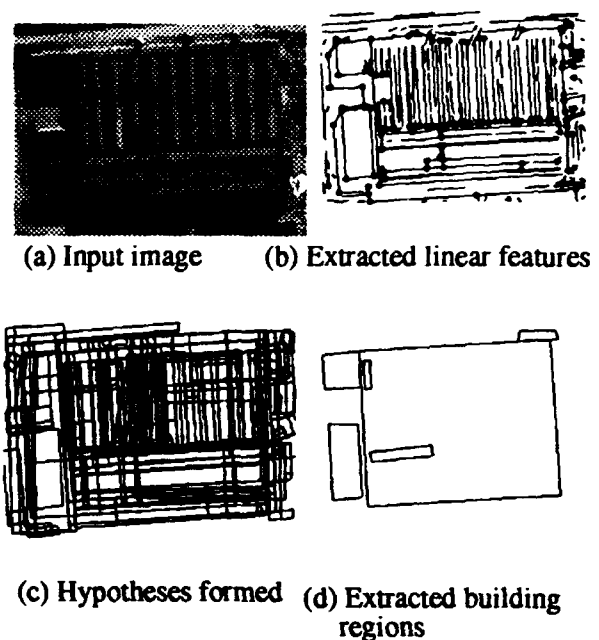 (a) Input image
(b) Extracted linear features
(c) Hypotheses formed
(d) Extracted building
regions